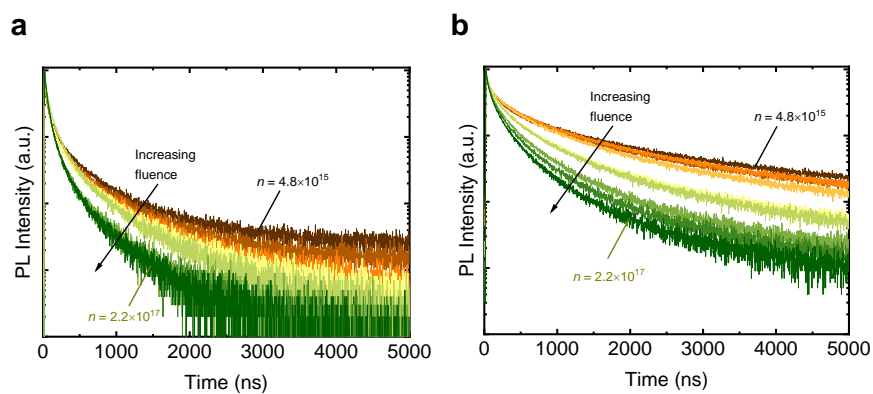 a
PL Intensity (a.u.)
Increasing
fluence
n = 4.8×10¹⁵
n = 2.2×10¹⁷
0 1000 2000 3000 4000 5000
Time (ns)
b
PL Intensity (a.u.)
Increasing
fluence
n = 4.8×10¹⁵
n = 2.2×10¹⁷
0 1000 2000 3000 4000 5000
Time (ns)